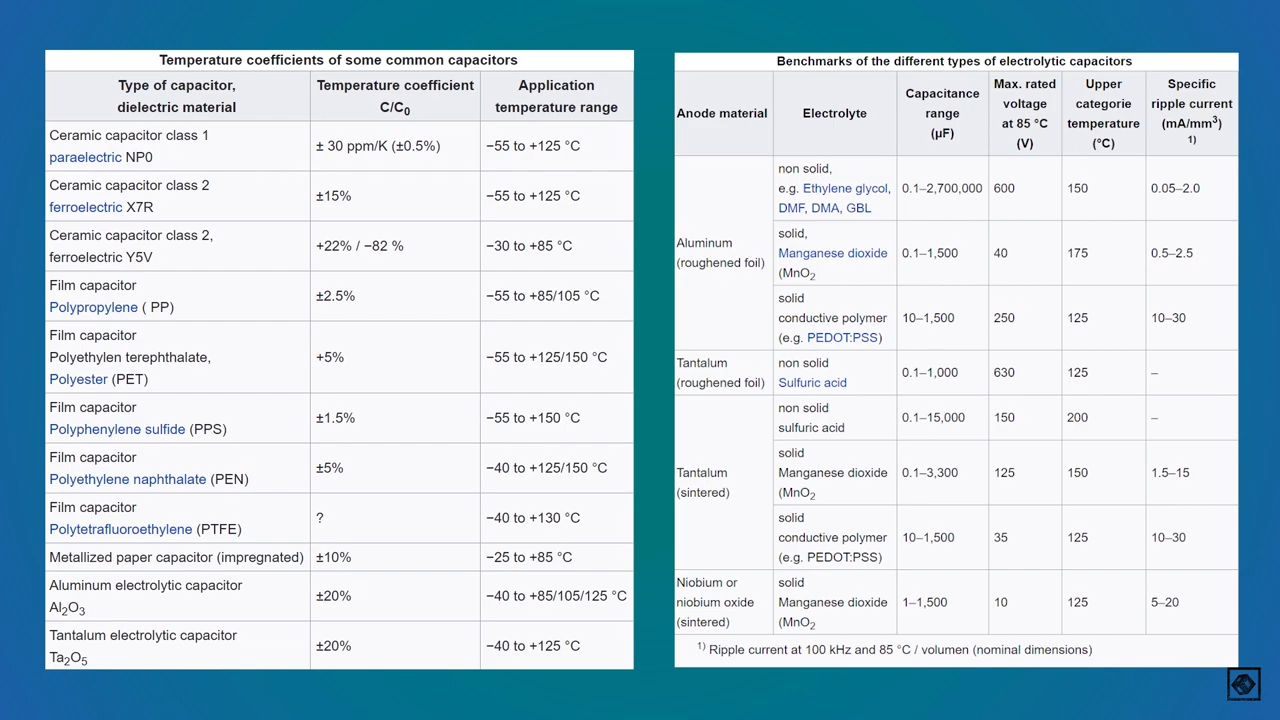 Temperature coefficients of some common capacitors
Type of capacitor,
dielectric material
Temperature coefficient
C/C0
Application
temperature range
Ceramic capacitor class 1
paraelectric NP0
± 30 ppm/K (±0.5%)
−55 to +125 °C
Ceramic capacitor class 2
ferroelectric X7R
±15%
−55 to +125 °C
Ceramic capacitor class 2,
ferroelectric Y5V
+22% / −82 %
−30 to +85 °C
Film capacitor
Polypropylene ( PP)
±2.5%
−55 to +85/105 °C
Film capacitor
Polyethylen terephthalate,
Polyester (PET)
+5%
−55 to +125/150 °C
Film capacitor
Polyphenylene sulfide (PPS)
±1.5%
−55 to +150 °C
Film capacitor
Polyethylene naphthalate (PEN)
±5%
−40 to +125/150 °C
Film capacitor
Polytetrafluoroethylene (PTFE)
?
−40 to +130 °C
Metallized paper capacitor (impregnated)
±10%
−25 to +85 °C
Aluminum electrolytic capacitor
Al2O3
±20%
−40 to +85/105/125 °C
Tantalum electrolytic capacitor
Ta2O5
±20%
−40 to +125 °C
Benchmarks of the different types of electrolytic capacitors
Anode material
Electrolyte
Capacitance
range
(µF)
Max. rated
voltage
at 85 °C
(V)
Upper
categorie
temperature
(°C)
Specific
ripple current
(mA/mm3)
1)
Aluminum
(roughened foil)
non solid,
e.g. Ethylene glycol,
DMF, DMA, GBL
0.1–2,700,000
600
150
0.05–2.0
solid,
Manganese dioxide
(MnO2
0.1–1,500
40
175
0.5–2.5
solid
conductive polymer
(e.g. PEDOT:PSS)
10–1,500
250
125
10–30
Tantalum
(roughened foil)
non solid
Sulfuric acid
0.1–1,000
630
125
–
Tantalum
(sintered)
non solid
sulfuric acid
0.1–15,000
150
200
–
solid
Manganese dioxide
(MnO2
0.1–3,300
125
150
1.5–15
solid
conductive polymer
(e.g. PEDOT:PSS)
10–1,500
35
125
10–30
Niobium or
niobium oxide
(sintered)
solid
Manganese dioxide
(MnO2
1–1,500
10
125
5–20
1) Ripple current at 100 kHz and 85 °C / volumen (nominal dimensions)